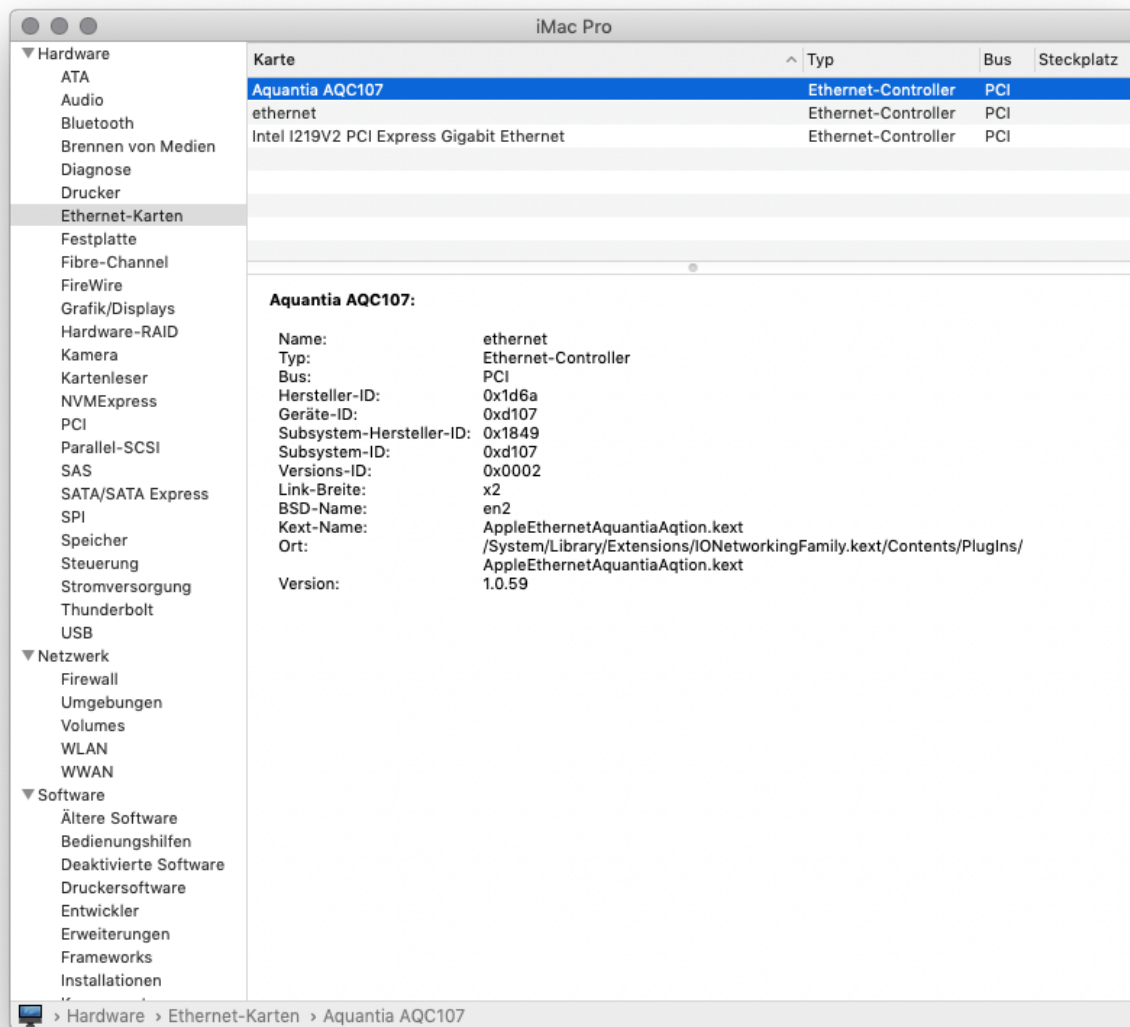 iMac Pro
Hardware
ATA
Audio
Bluetooth
Brennen von Medien
Diagnose
Drucker
Ethernet-Karten
Festplatte
Fibre-Channel
FireWire
Grafik/Displays
Hardware-RAID
Kamera
Kartenleser
NVMExpress
PCI
Parallel-SCSI
SAS
SATA/SATA Express
SPI
Speicher
Steuerung
Stromversorgung
Thunderbolt
USB
Netzwerk
Firewall
Umgebungen
Volumes
WLAN
WWAN
Software
Ältere Software
Bedienungshilfen
Deaktivierte Software
Druckersoftware
Entwickler
Erweiterungen
Frameworks
Installationen
Karte Typ Bus Steckplatz
Aquantia AQC107 Ethernet-Controller PCI
ethernet Ethernet-Controller PCI
Intel I219V2 PCI Express Gigabit Ethernet Ethernet-Controller PCI
Aquantia AQC107:
Name: ethernet
Typ: Ethernet-Controller
Bus: PCI
Hersteller-ID: 0x1d6a
Geräte-ID: 0xd107
Subsystem-Hersteller-ID: 0x1849
Subsystem-ID: 0xd107
Versions-ID: 0x0002
Link-Breite: x2
BSD-Name: en2
Kext-Name: AppleEthernetAquantiaAqtion.kext
Ort: /System/Library/Extensions/IONetworkingFamily.kext/Contents/PlugIns/
AppleEthernetAquantiaAqtion.kext
Version: 1.0.59
› Hardware › Ethernet-Karten › Aquantia AQC107